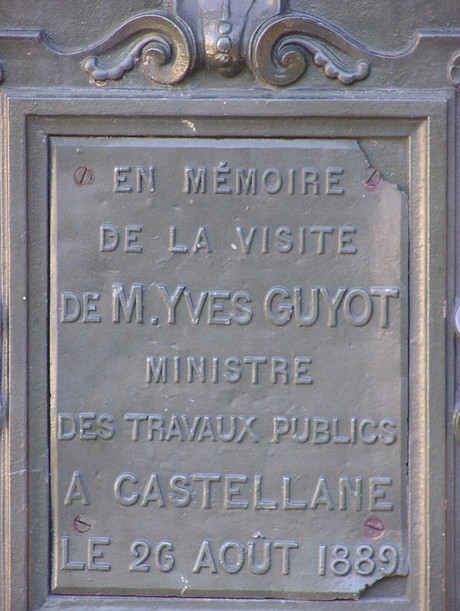 EN MÉMOIRE
DE LA VISITE
DE M. YVES GUYOT
MINISTRE
DES TRAVAUX PUBLICS
A CASTELLANE
LE 26 AOÛT 1889